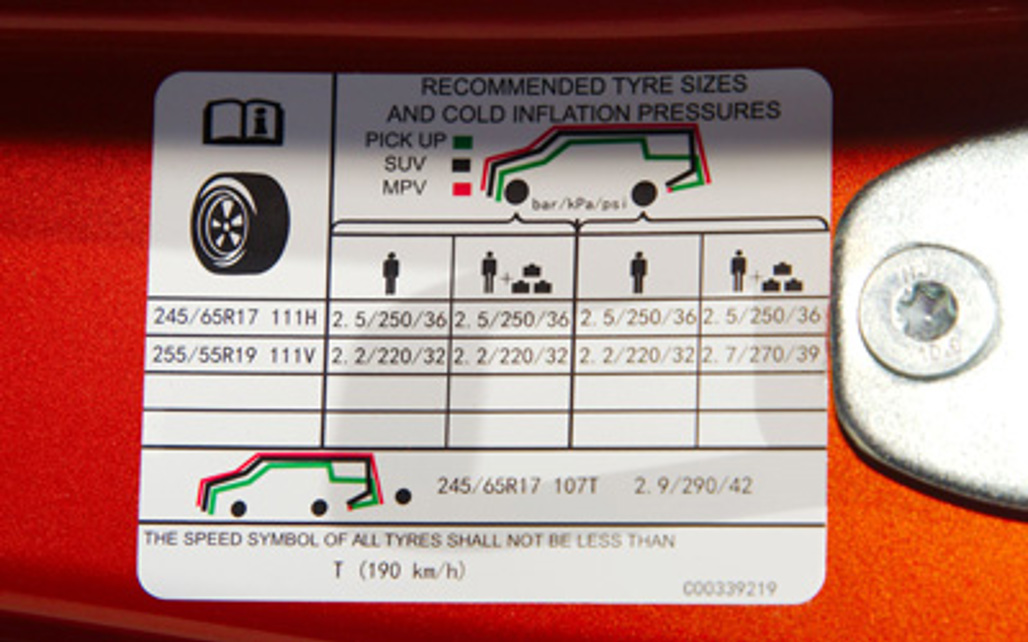 RECOMMENDED TYRE SIZES
AND COLD INFLATION PRESSURES
PICK UP
SUV
MPV
bar/kPa/psi
245/65R17 111H 2.5/250/36 2.5/250/36 2.5/250/36 2.5/250/36
255/55R19 111V 2.2/220/32 2.2/220/32 2.2/220/32 2.7/270/39
245/65R17 107T 2.9/290/42
THE SPEED SYMBOL OF ALL TYRES SHALL NOT BE LESS THAN
T (190 km/h)
C00339219